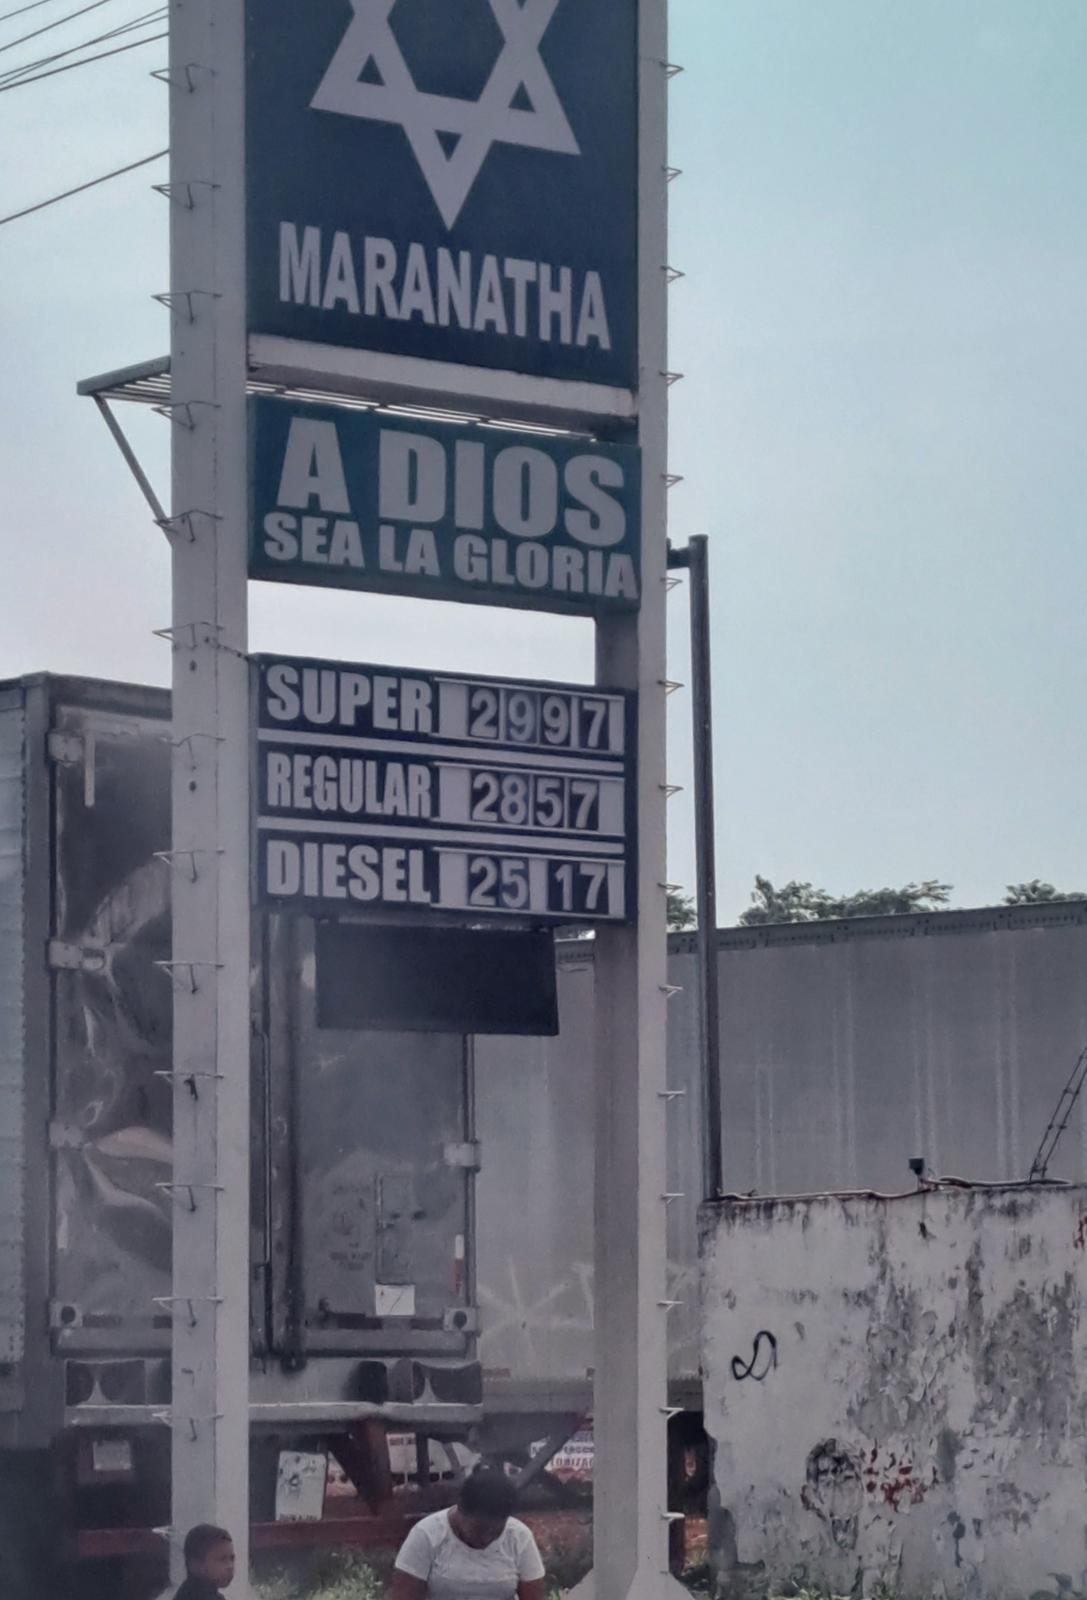 MARANATHA
A DIOS
SEA LA GLORIA
SUPER 2997
REGULAR 2857
DIESEL 2517